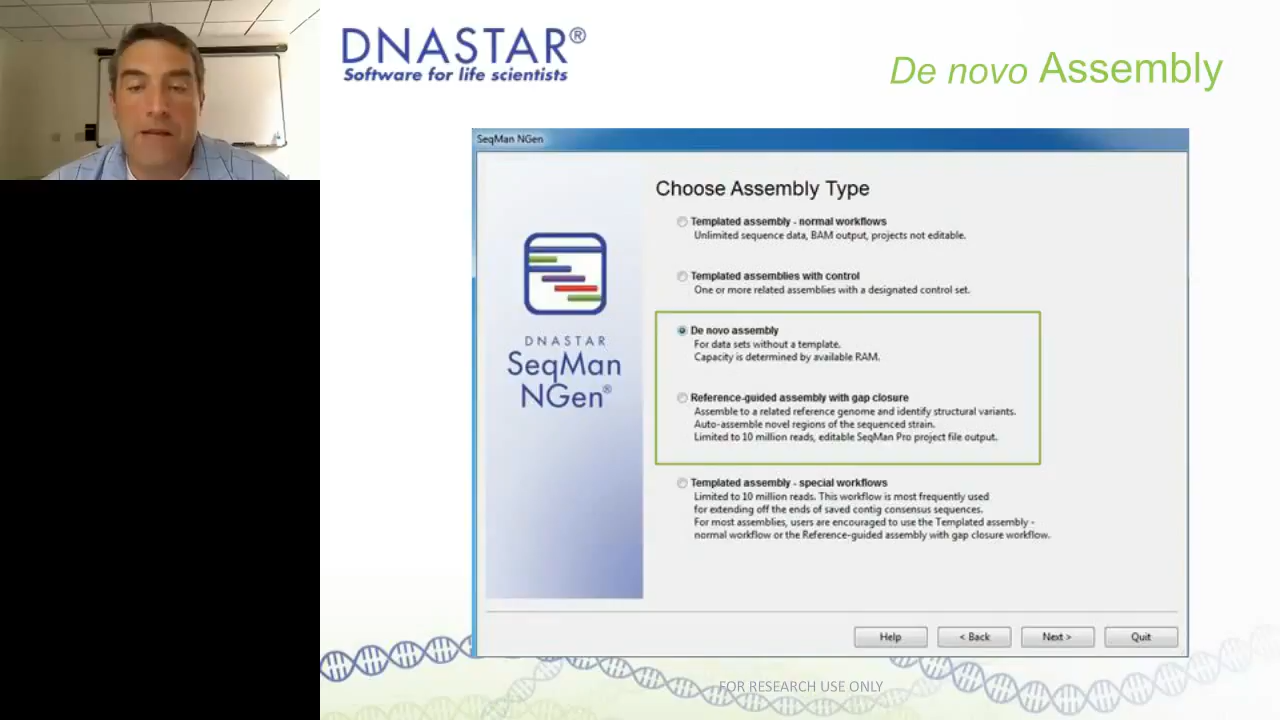 DNASTAR®
Software for life scientists
De novo Assembly
SeqMan NGen
Choose Assembly Type
Templated assembly - normal workflows
Unlimited sequence data, BAM output, projects not editable.
Templated assemblies with control
One or more related assemblies with a designated control set.
De novo assembly
For data sets without a template.
Capacity is determined by available RAM.
Reference-guided assembly with gap closure
Assemble to a related reference genome and identify structural variants.
Auto-assemble novel regions of the sequenced strain.
Limited to 10 million reads, editable SeqMan Pro project file output.
Templated assembly - special workflows
Limited to 10 million reads. This workflow is most frequently used
for extending off the ends of saved contig consensus sequences.
For most assemblies, users are encouraged to use the Templated assembly -
normal workflow or the Reference-guided assembly with gap closure workflow.
DNASTAR
SeqMan
NGen®
Help
< Back
Next >
Quit
FOR RESEARCH USE ONLY